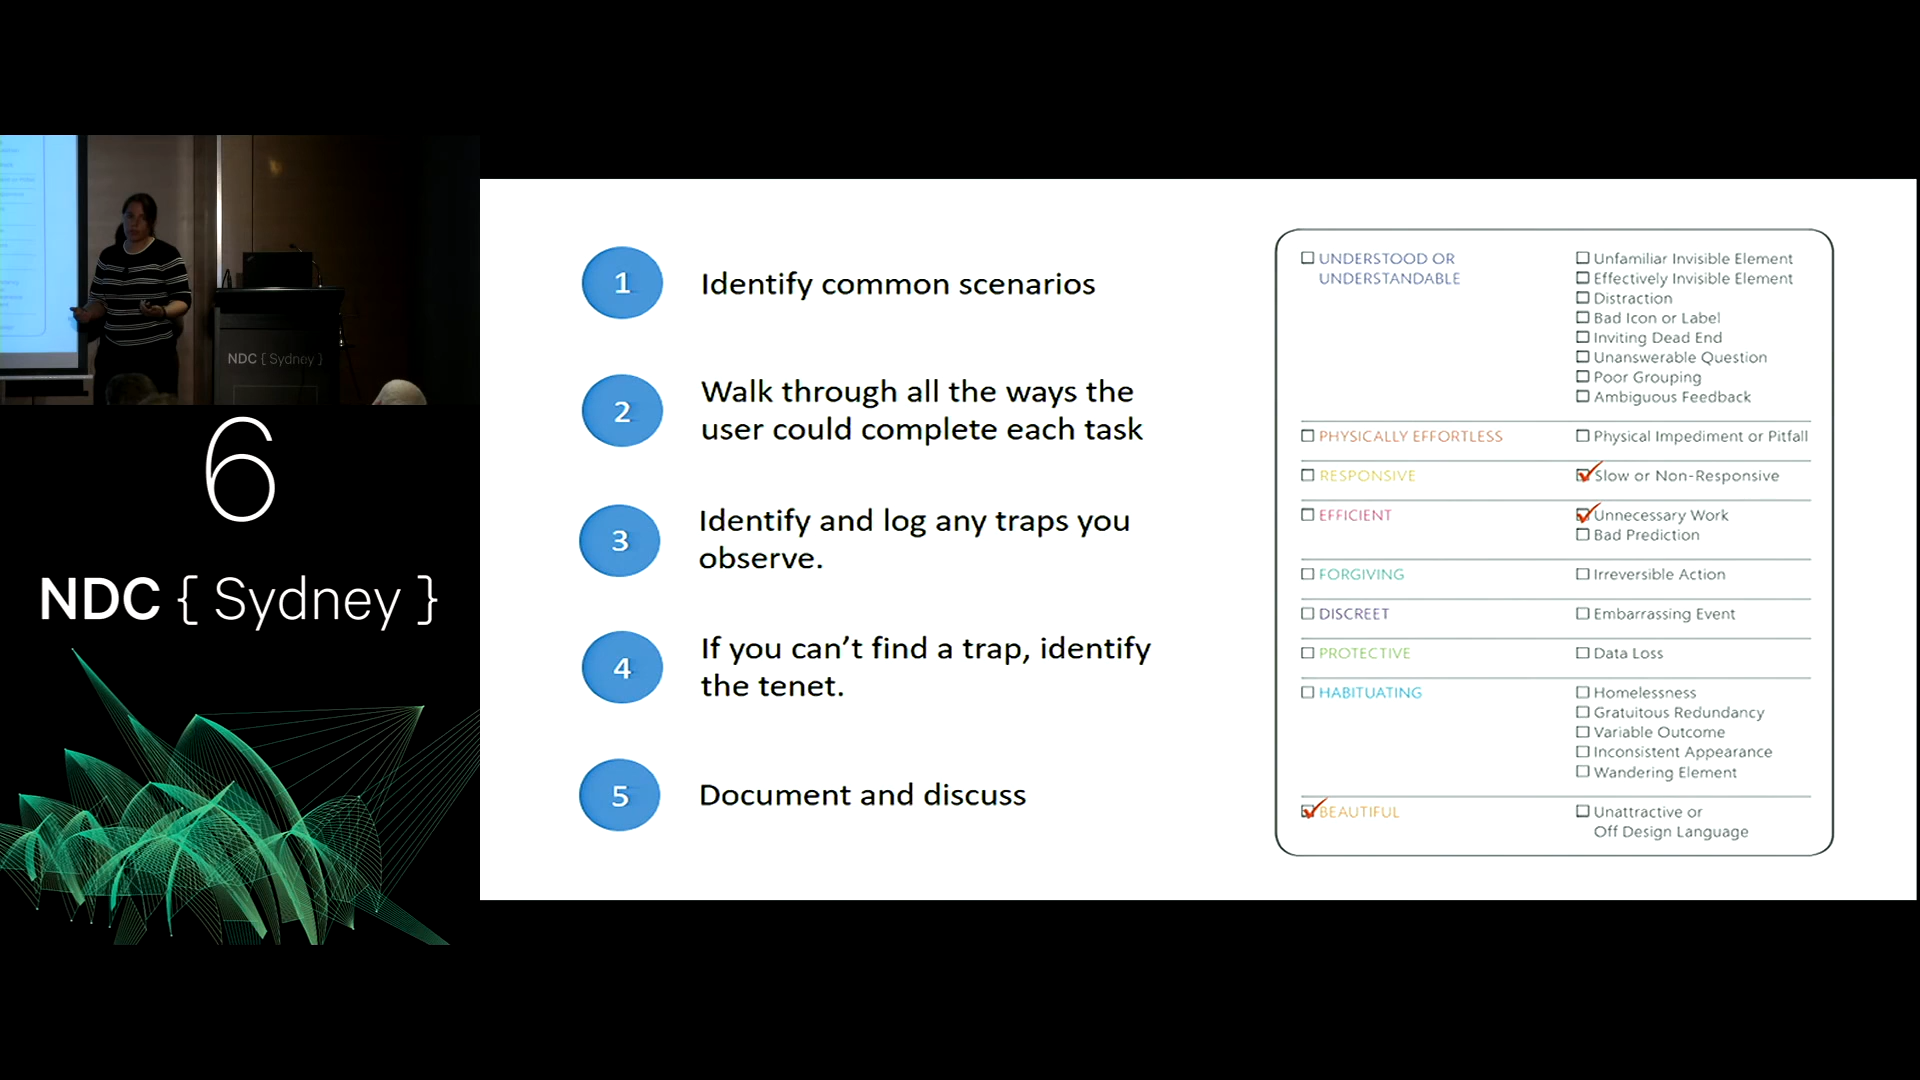 NDC { Sydney }
6
NDC { Sydney }
1
Identify common scenarios
2
Walk through all the ways the
user could complete each task
3
Identify and log any traps you
observe.
4
If you can't find a trap, identify
the tenet.
5
Document and discuss
UNDERSTOOD OR
UNDERSTANDABLE
Unfamiliar Invisible Element
Effectively Invisible Element
Distraction
Bad Icon or Label
Inviting Dead End
Unanswerable Question
Poor Grouping
Ambiguous Feedback
PHYSICALLY EFFORTLESS
Physical Impediment or Pitfall
RESPONSIVE
Slow or Non-Responsive
EFFICIENT
Unnecessary Work
Bad Prediction
FORGIVING
Irreversible Action
DISCREET
Embarrassing Event
PROTECTIVE
Data Loss
HABITUATING
Homelessness
Gratuitous Redundancy
Variable Outcome
Inconsistent Appearance
Wandering Element
BEAUTIFUL
Unattractive or
Off Design Language